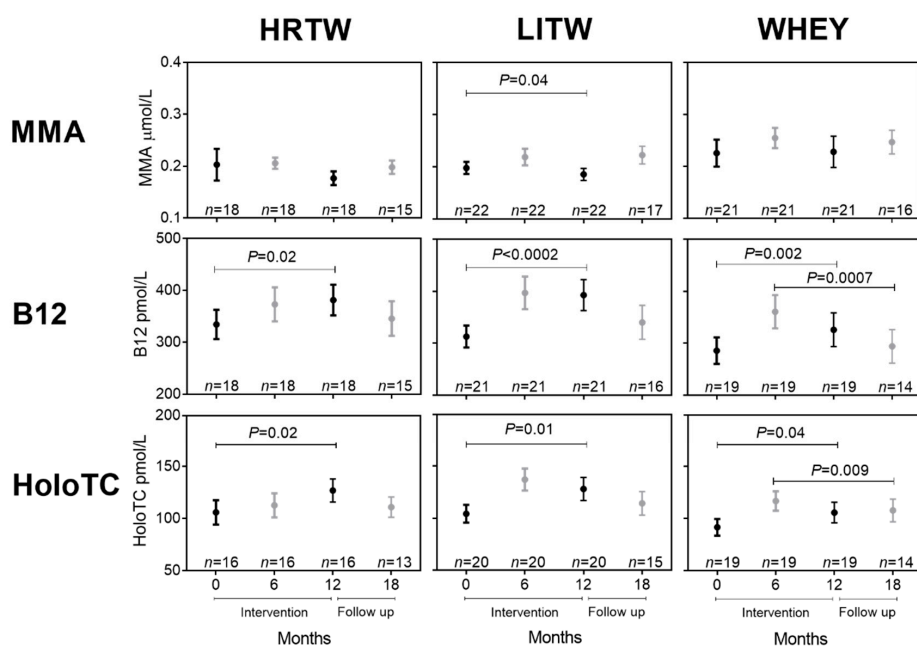 HRTW LITW WHEY
MMA
MMA μmol/L
0.4
0.3
0.2
0.1
P=0.04
n=18 n=18 n=18 n=15
n=22 n=22 n=22 n=17
n=21 n=21 n=21 n=16
B12
B12 pmol/L
500
400
300
200
P=0.02
P<0.0002
P=0.002
P=0.0007
n=18 n=18 n=18 n=15
n=21 n=21 n=21 n=16
n=19 n=19 n=19 n=14
HoloTC
HoloTC pmol/L
200
150
100
50
P=0.02
P=0.01
P=0.04
P=0.009
n=16 n=16 n=16 n=13
n=20 n=20 n=20 n=15
n=19 n=19 n=19 n=14
0 6 12 18
0 6 12 18
0 6 12 18
Intervention Follow up
Intervention Follow up
Intervention Follow up
Months
Months
Months